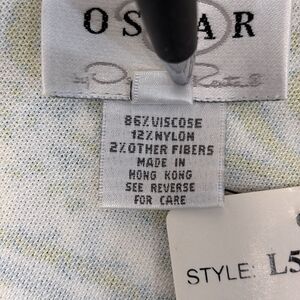 OS AR
86% VISCOSE
12% NYLON
2% OTHER FIBERS
MADE IN
HONG KONG
SEE REVERSE
FOR CARE
STYLE: L5